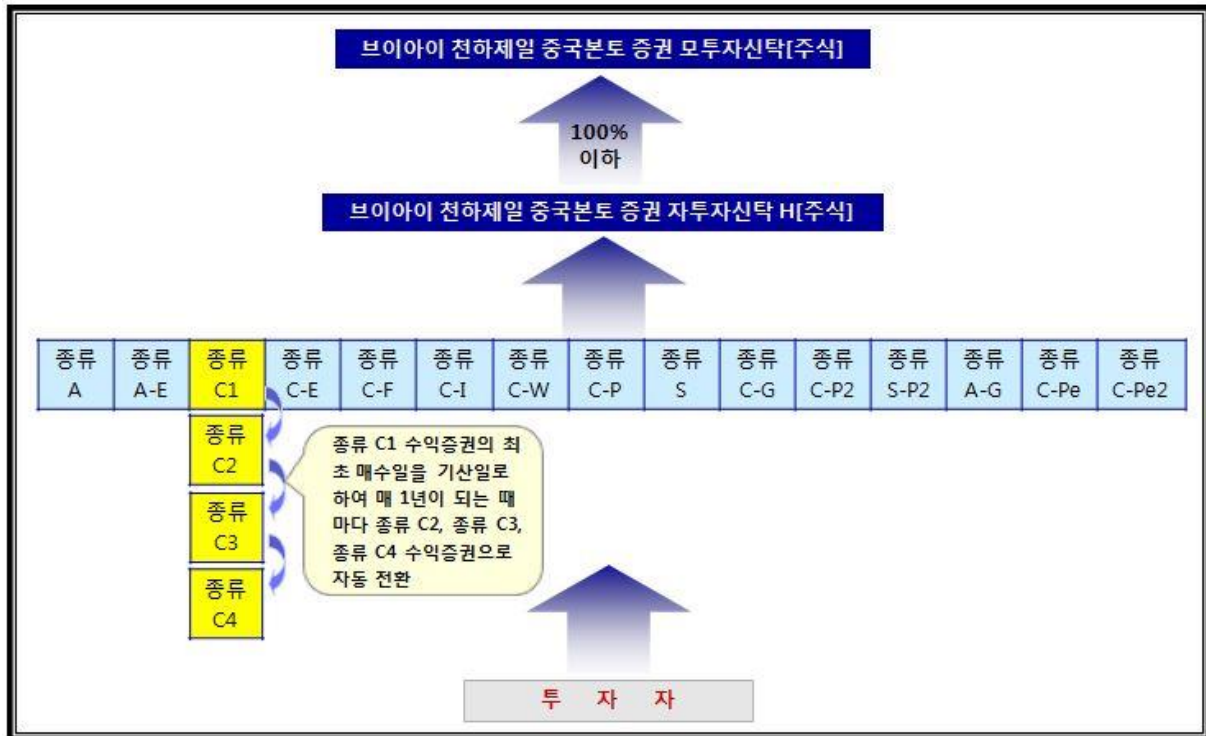 브이아이 천하제일 중국본토 증권 모투자신탁[주식]
100%
이하
브이아이 천하제일 중국본토 증권 자투자신탁 H[주식]
종류 종류 종류 종류 종류 종류 종류 종류 종류 종류 종류 종류 종류 종류 종류
A A-E C1 C-E C-F C-I C-W C-P S C-G C-P2 S-P2 A-G C-Pe C-Pe2
종류
C2
종류
C3
종류
C4
종류 C1 수익증권의 최
초 매수일을 기산일로
하여 매 1년이 되는 때
마다 종류 C2, 종류 C3,
종류 C4 수익증권으로
자동 전환
투 자 자